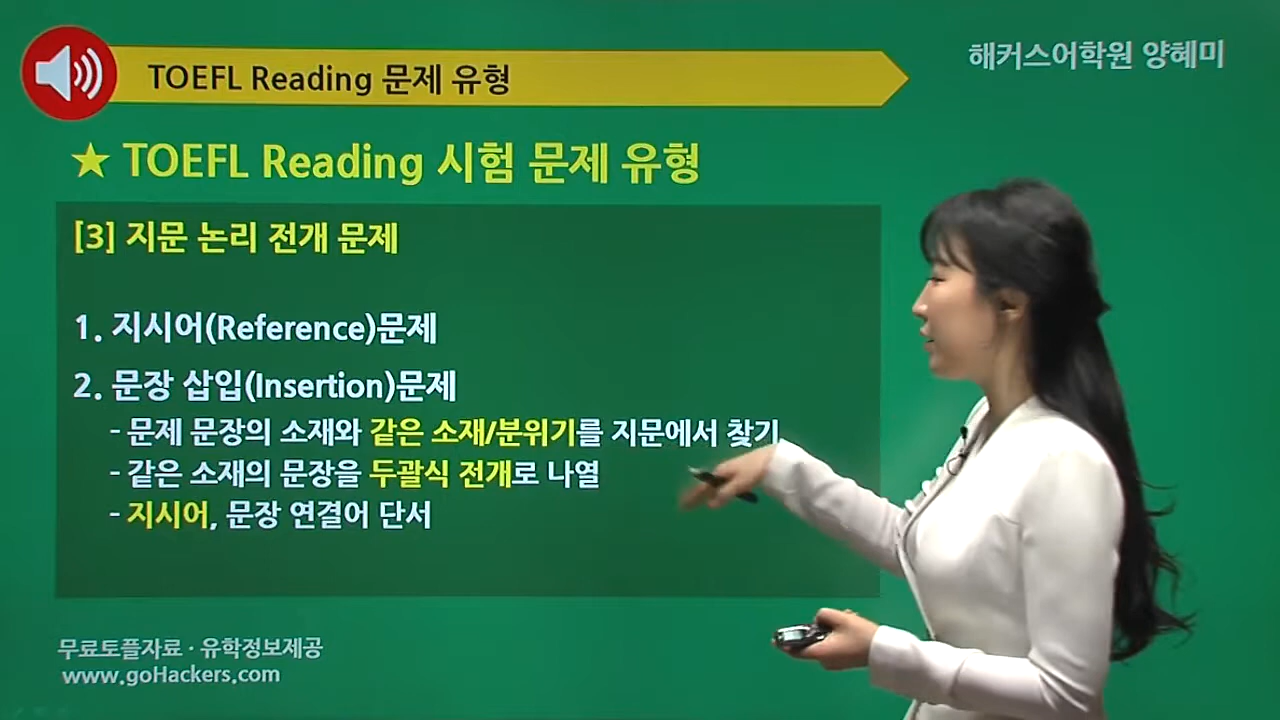 TOEFL Reading 문제 유형
해커스어학원 양혜미
★ TOEFL Reading 시험 문제 유형
[3] 지문 논리 전개 문제
1. 지시어(Reference)문제
2. 문장 삽입(Insertion)문제
- 문제 문장의 소재와 같은 소재/분위기를 지문에서 찾기
- 같은 소재의 문장을 두괄식 전개로 나열
- 지시어, 문장 연결어 단서
무료토플자료 · 유학정보제공
www.goHackers.com